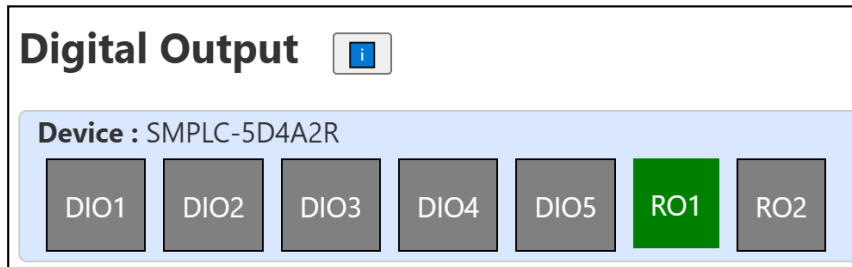 Digital Output i
Device : SMPLC-5D4A2R
DIO1 DIO2 DIO3 DIO4 DIO5 RO1 RO2